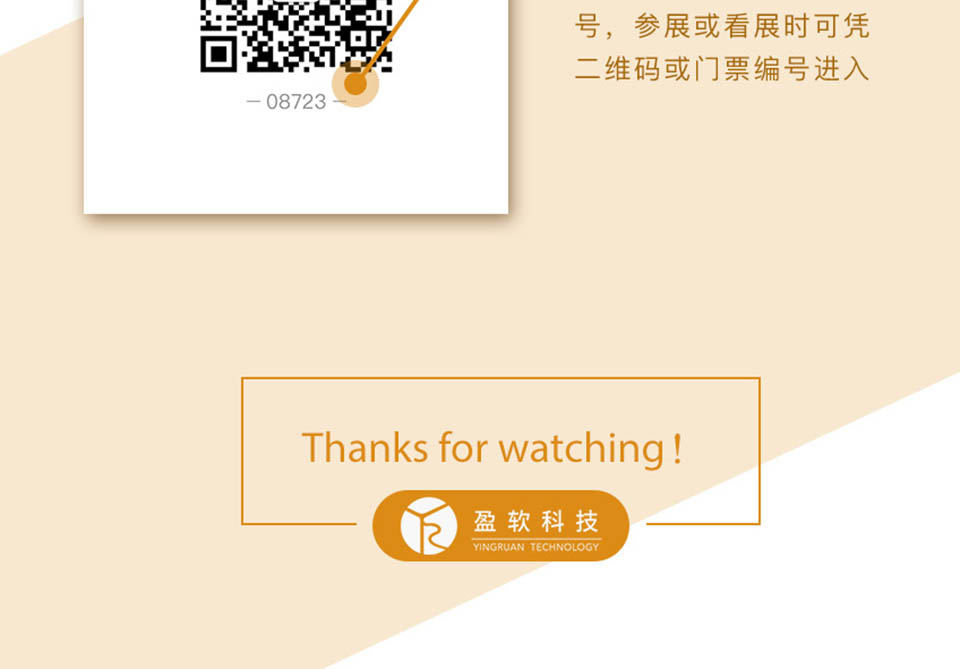 号，参展或看展时可凭
二维码或门票编号进入
— 08723 —
Thanks for watching！
盈软科技
YINGRUAN TECHNOLOGY